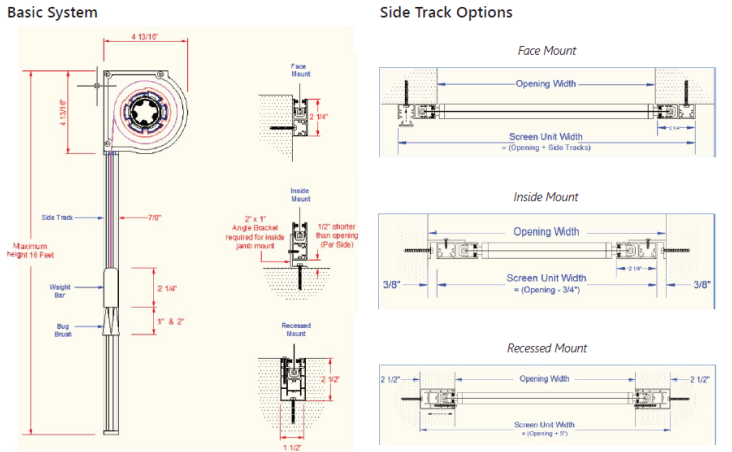 Basic System
4 13/16"
4 13/16"
Side Track
7/8"
Maximum
height 16 Feet
Weight
Bar
2 1/4"
1" & 2"
Bug
Brush
Face
Mount
2 1/4"
Inside
Mount
2" x 1"
Angle Bracket
required for inside
jamb mount
1/2" shorter
than opening
(Per Side)
Recessed
Mount
2 1/2"
1 1/2"
Side Track Options
Face Mount
Opening Width
2 1/4"
Screen Unit Width
= (Opening + Side Tracks)
Inside Mount
Opening Width
2 1/4"
3/8"
Screen Unit Width
= (Opening - 3/4")
3/8"
Recessed Mount
2 1/2"
Opening Width
2 1/2"
Screen Unit Width
= (Opening + 5")